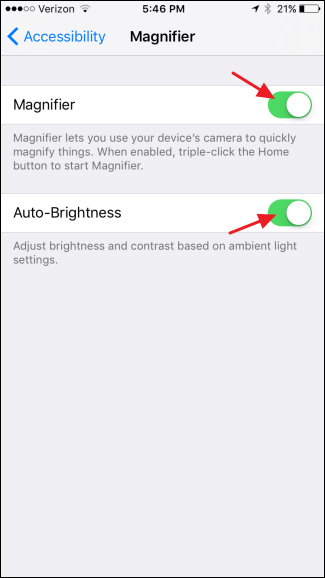 Verizon 5:46 PM 21%
Accessibility Magnifier
Magnifier
Magnifier lets you use your device's camera to quickly
magnify things. When enabled, triple-click the Home
button to start Magnifier.
Auto-Brightness
Adjust brightness and contrast based on ambient light
settings.